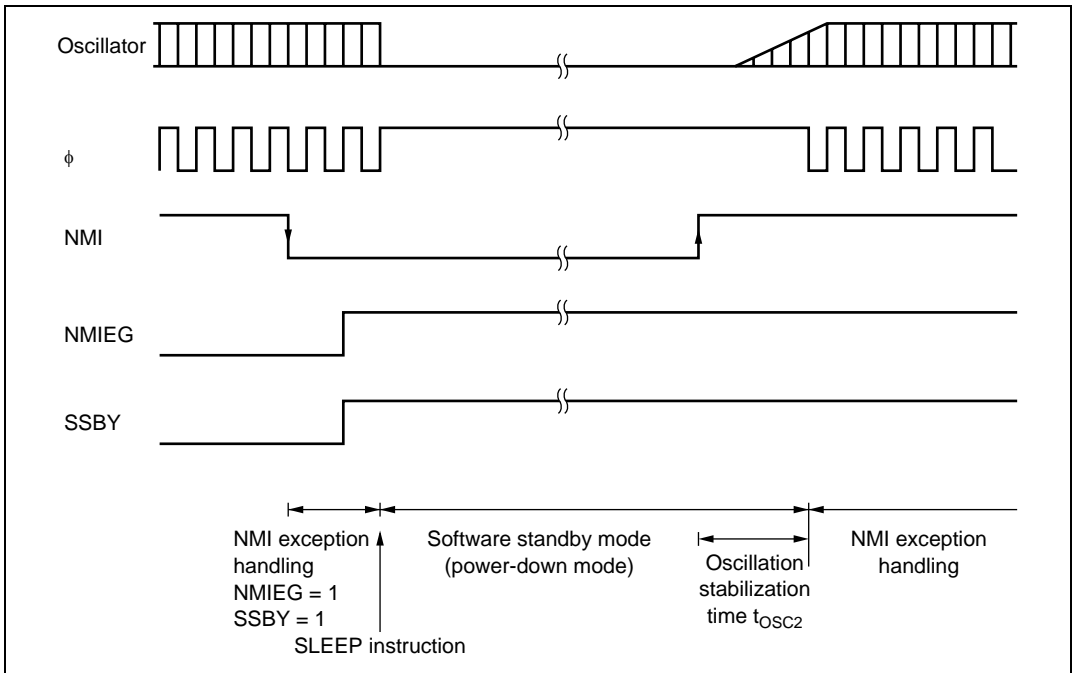 Oscillator
ϕ
NMI
NMIEG
SSBY
NMI exception
handling
NMIEG = 1
SSBY = 1
SLEEP instruction
Software standby mode
(power-down mode)
Oscillation
stabilization
time tOSC2
NMI exception
handling